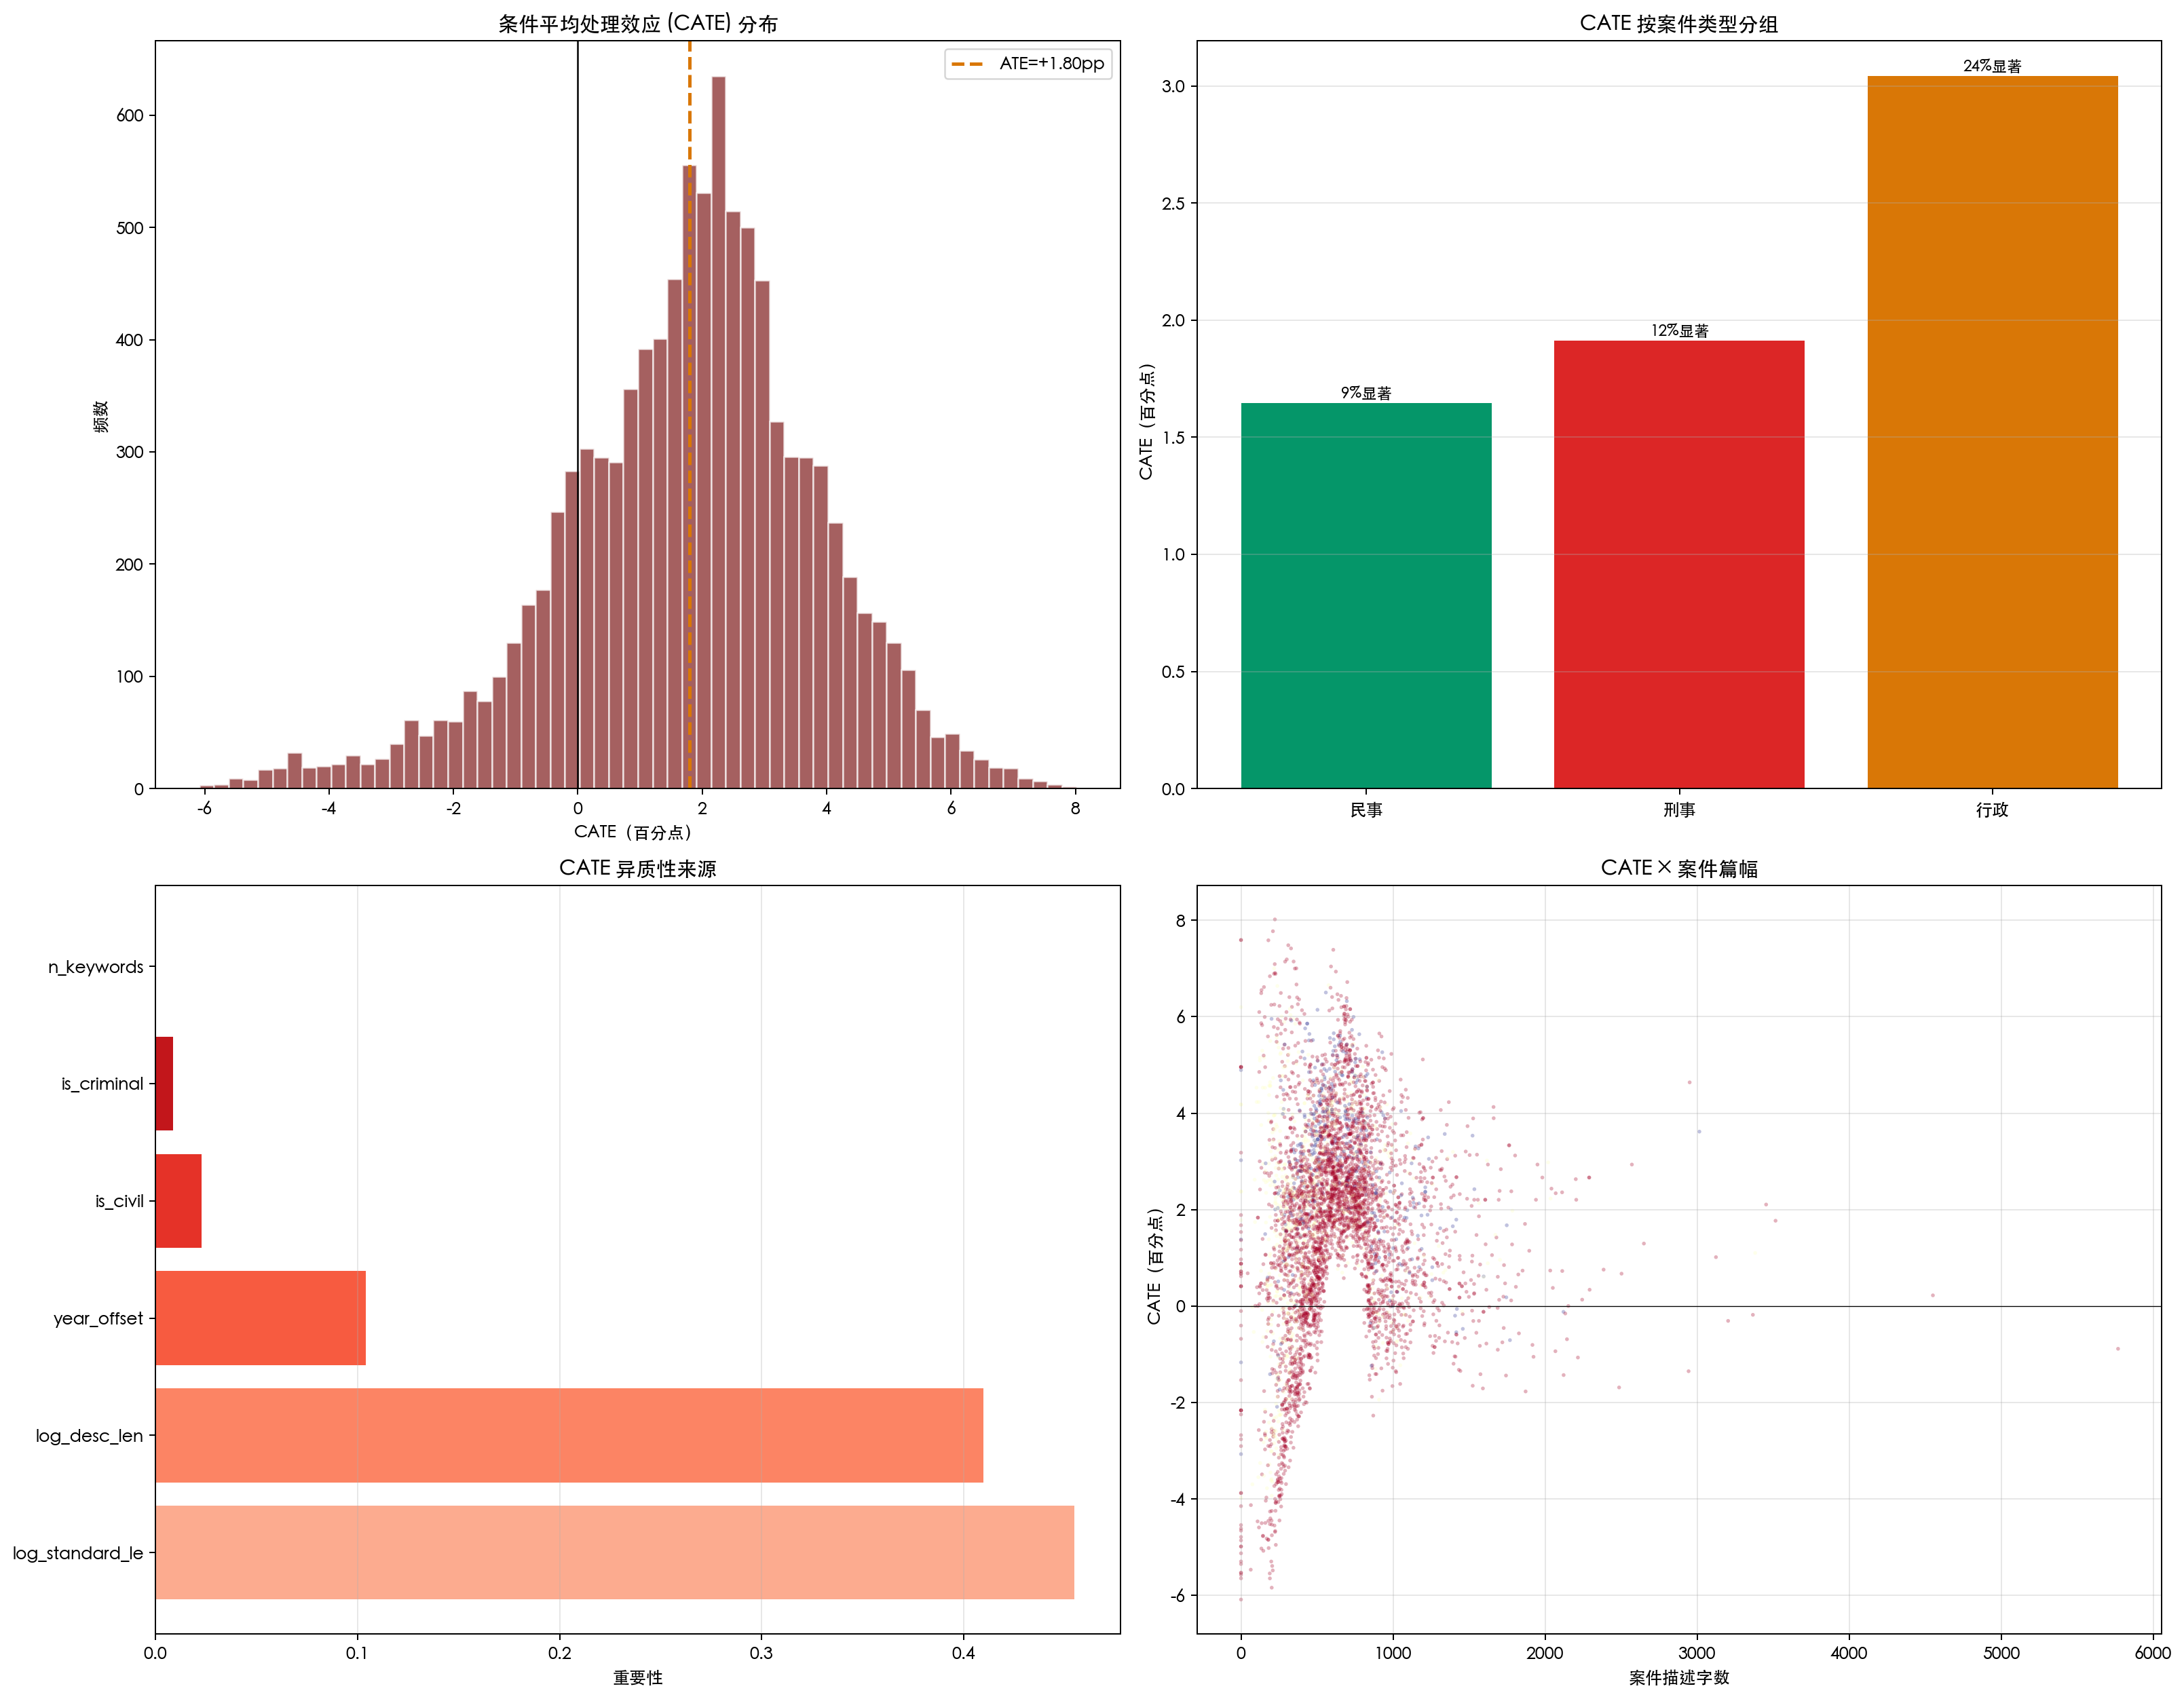 条件平均处理效应 (CATE) 分布
ATE=+1.80pp
频数
600
500
400
300
200
100
0
-6 -4 -2 0 2 4 6 8
CATE（百分点）
CATE 按案件类型分组
CATE（百分点）
3.0
2.5
2.0
1.5
1.0
0.5
0.0
9%显著
12%显著
24%显著
民事 刑事 行政
CATE 异质性来源
n_keywords
is_criminal
is_civil
year_offset
log_desc_len
log_standard_le
0.0 0.1 0.2 0.3 0.4
重要性
CATE × 案件篇幅
CATE（百分点）
8
6
4
2
0
-2
-4
-6
0 1000 2000 3000 4000 5000 6000
案件描述字数